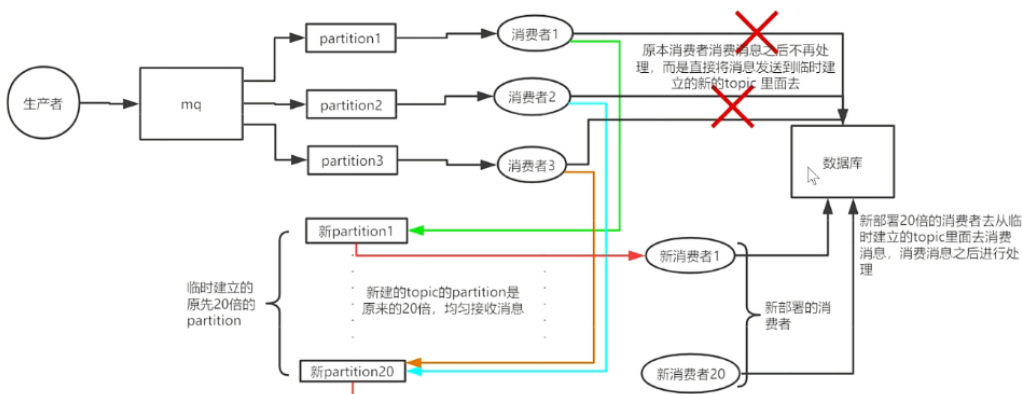 partition1
消费者1
原本消费者消费消息之后不再处
理，而是直接将消息发送到临时建
立的新的topic 里面去
生产者
mq
partition2
消费者2
partition3
消费者3
数据库
新partition1
新消费者1
新部署20倍的消费者去从临
时建立的topic里面去消费
消息，消费消息之后进行处
理
临时建立的
原先20倍的
partition
新建的topic的partition是
原来的20倍，均匀接收消息
新部署的消
费者
新partition20
新消费者20